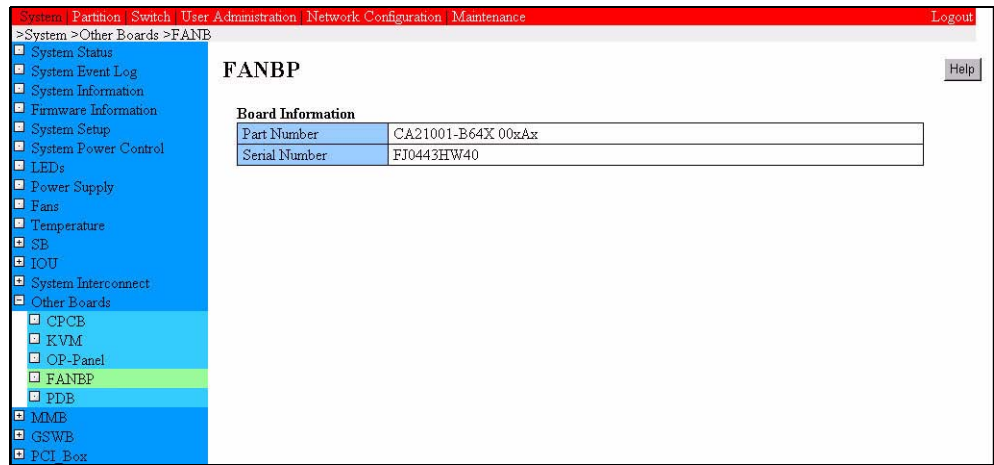 System Partition Switch User Administration Network Configuration Maintenance Logout
>System >Other Boards >FANB
System Status
System Event Log
System Information
Firmware Information
System Setup
System Power Control
LEDs
Power Supply
Fans
Temperature
SB
IOU
System Interconnect
Other Boards
CPCB
KVM
OP-Panel
FANBP
PDB
MMB
GSWB
PCI_Box
FANBP
Help
Board Information
Part Number CA21001-B64X 00xAx
Serial Number FJ0443HW40